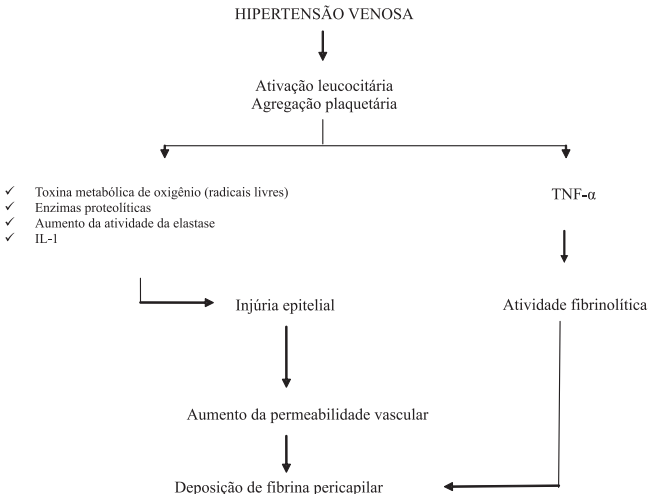 HIPERTENSÃO VENOSA
Ativação leucocitária
Agregação plaquetária
✓ Toxina metabólica de oxigênio (radicais livres)
✓ Enzimas proteolíticas
✓ Aumento da atividade da elastase
✓ IL-1
TNF-α
Injúria epitelial
Atividade fibrinolítica
Aumento da permeabilidade vascular
Deposição de fibrina pericapilar